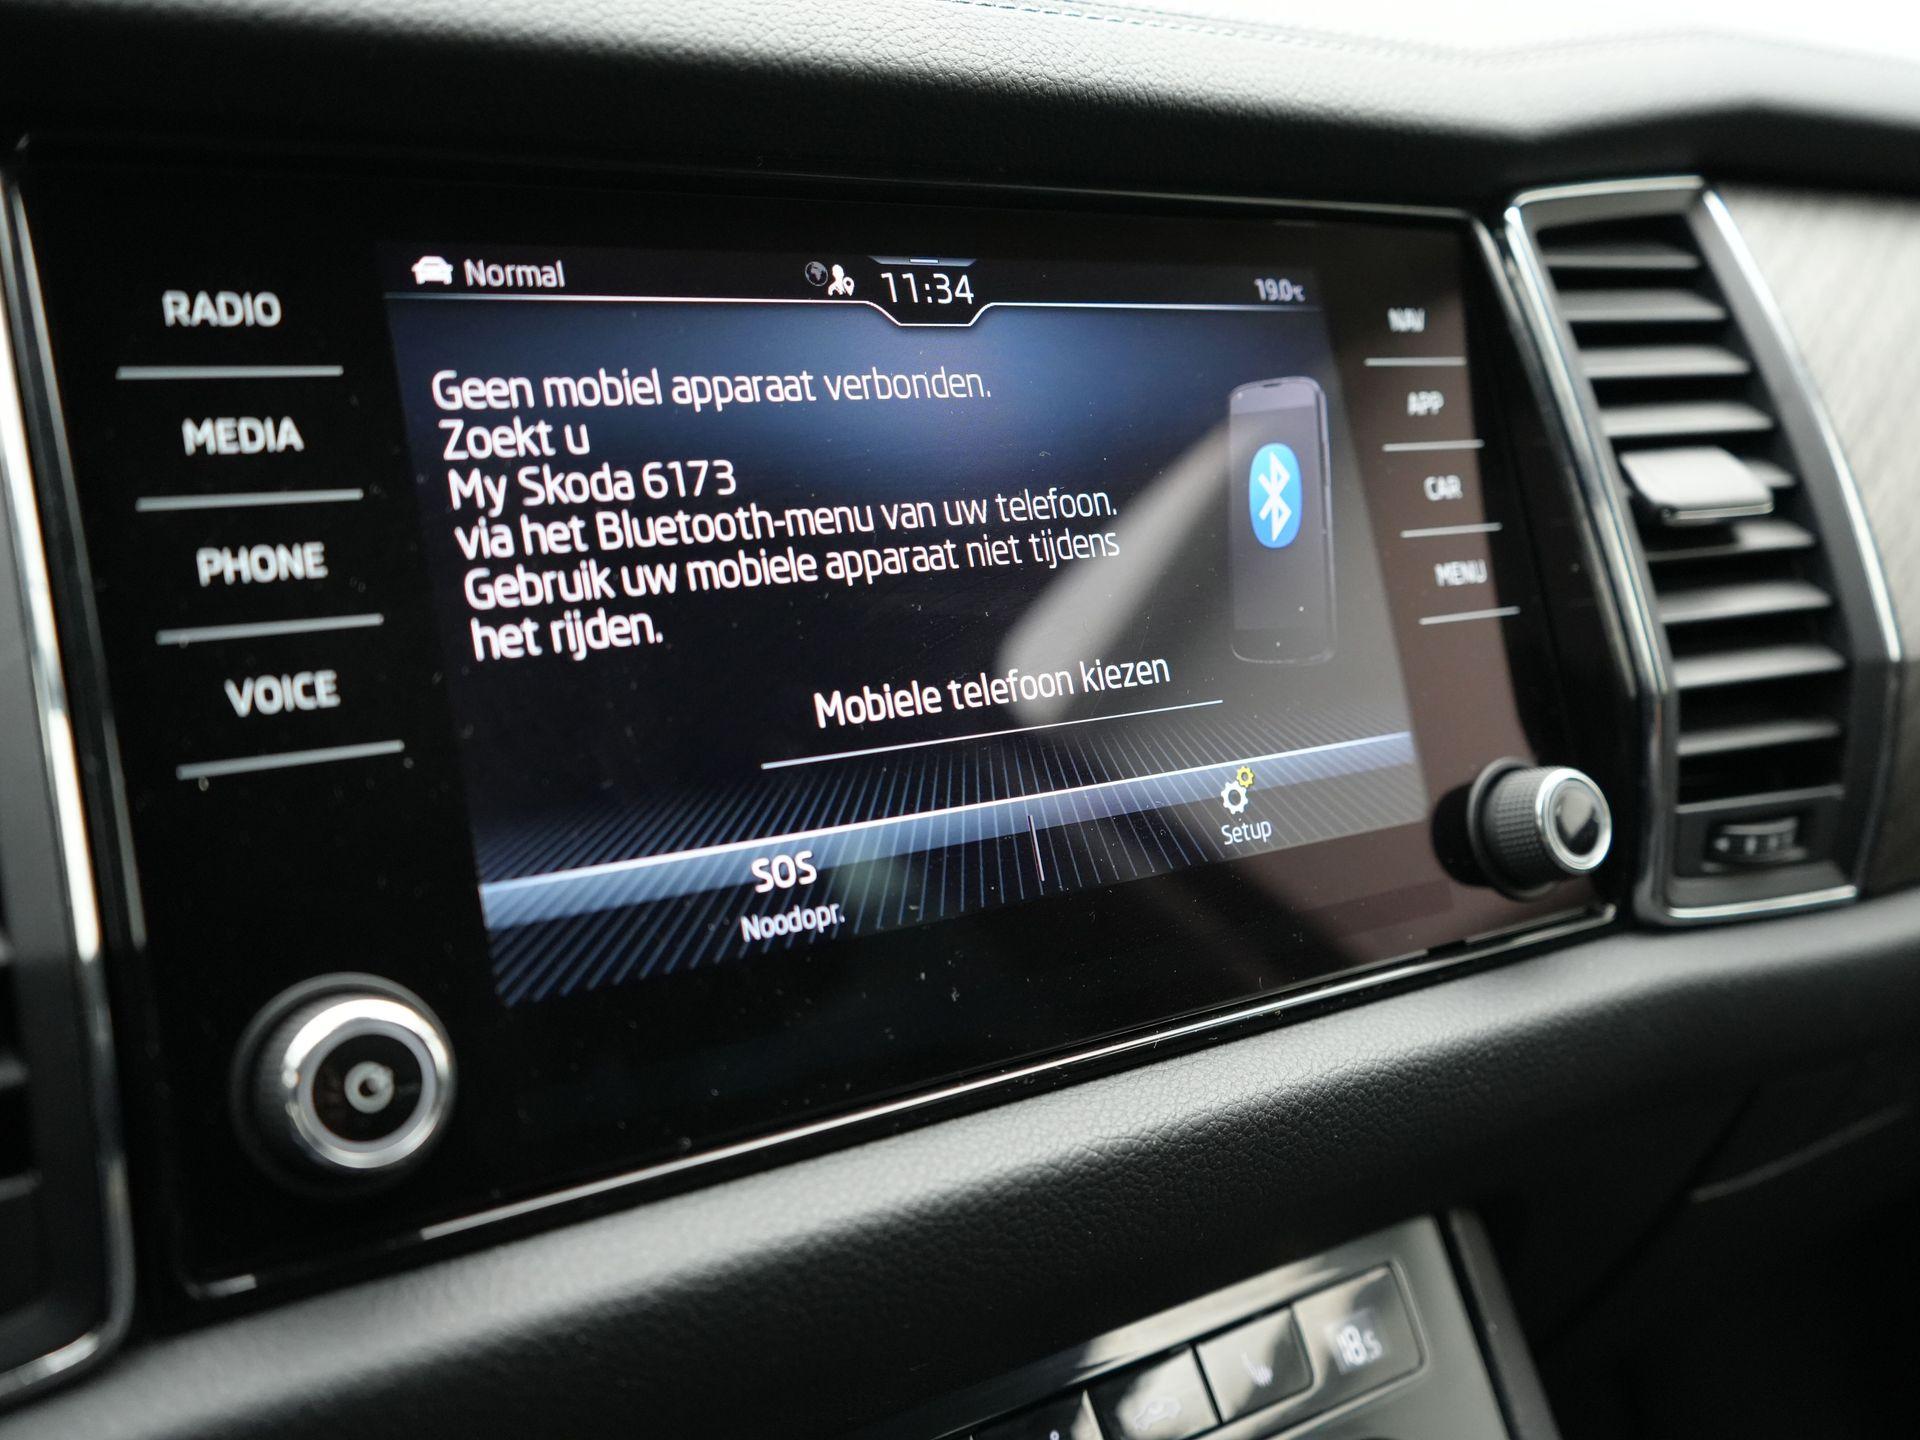 Normal
11:34
19.0°C
RADIO
MEDIA
PHONE
VOICE
Geen mobiel apparaat verbonden.
Zoekt u
My Skoda 6173
via het Bluetooth-menu van uw telefoon.
Gebruik uw mobiele apparaat niet tijdens
het rijden.
Mobiele telefoon kiezen
SOS
Noodopr.
Setup
NAV
APP
CAR
MENU
18.5